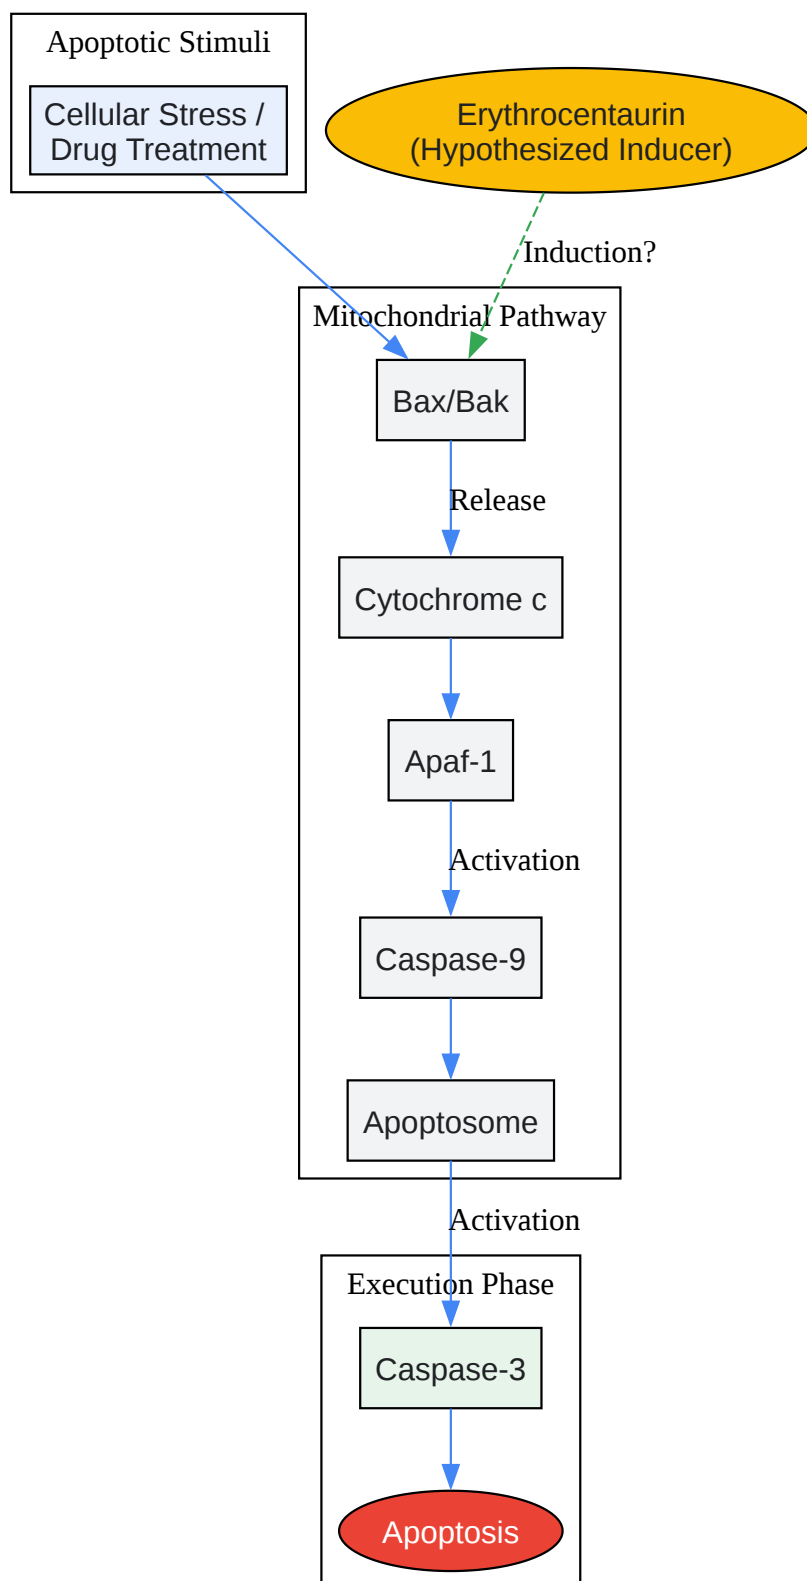 Apoptotic Stimuli
Cellular Stress /
Drug Treatment
Erythrocentaurin
(Hypothesized Inducer)
Induction?
Mitochondrial Pathway
Bax/Bak
Release
Cytochrome c
Apaf-1
Activation
Caspase-9
Apoptosome
Activation
Execution Phase
Caspase-3
Apoptosis